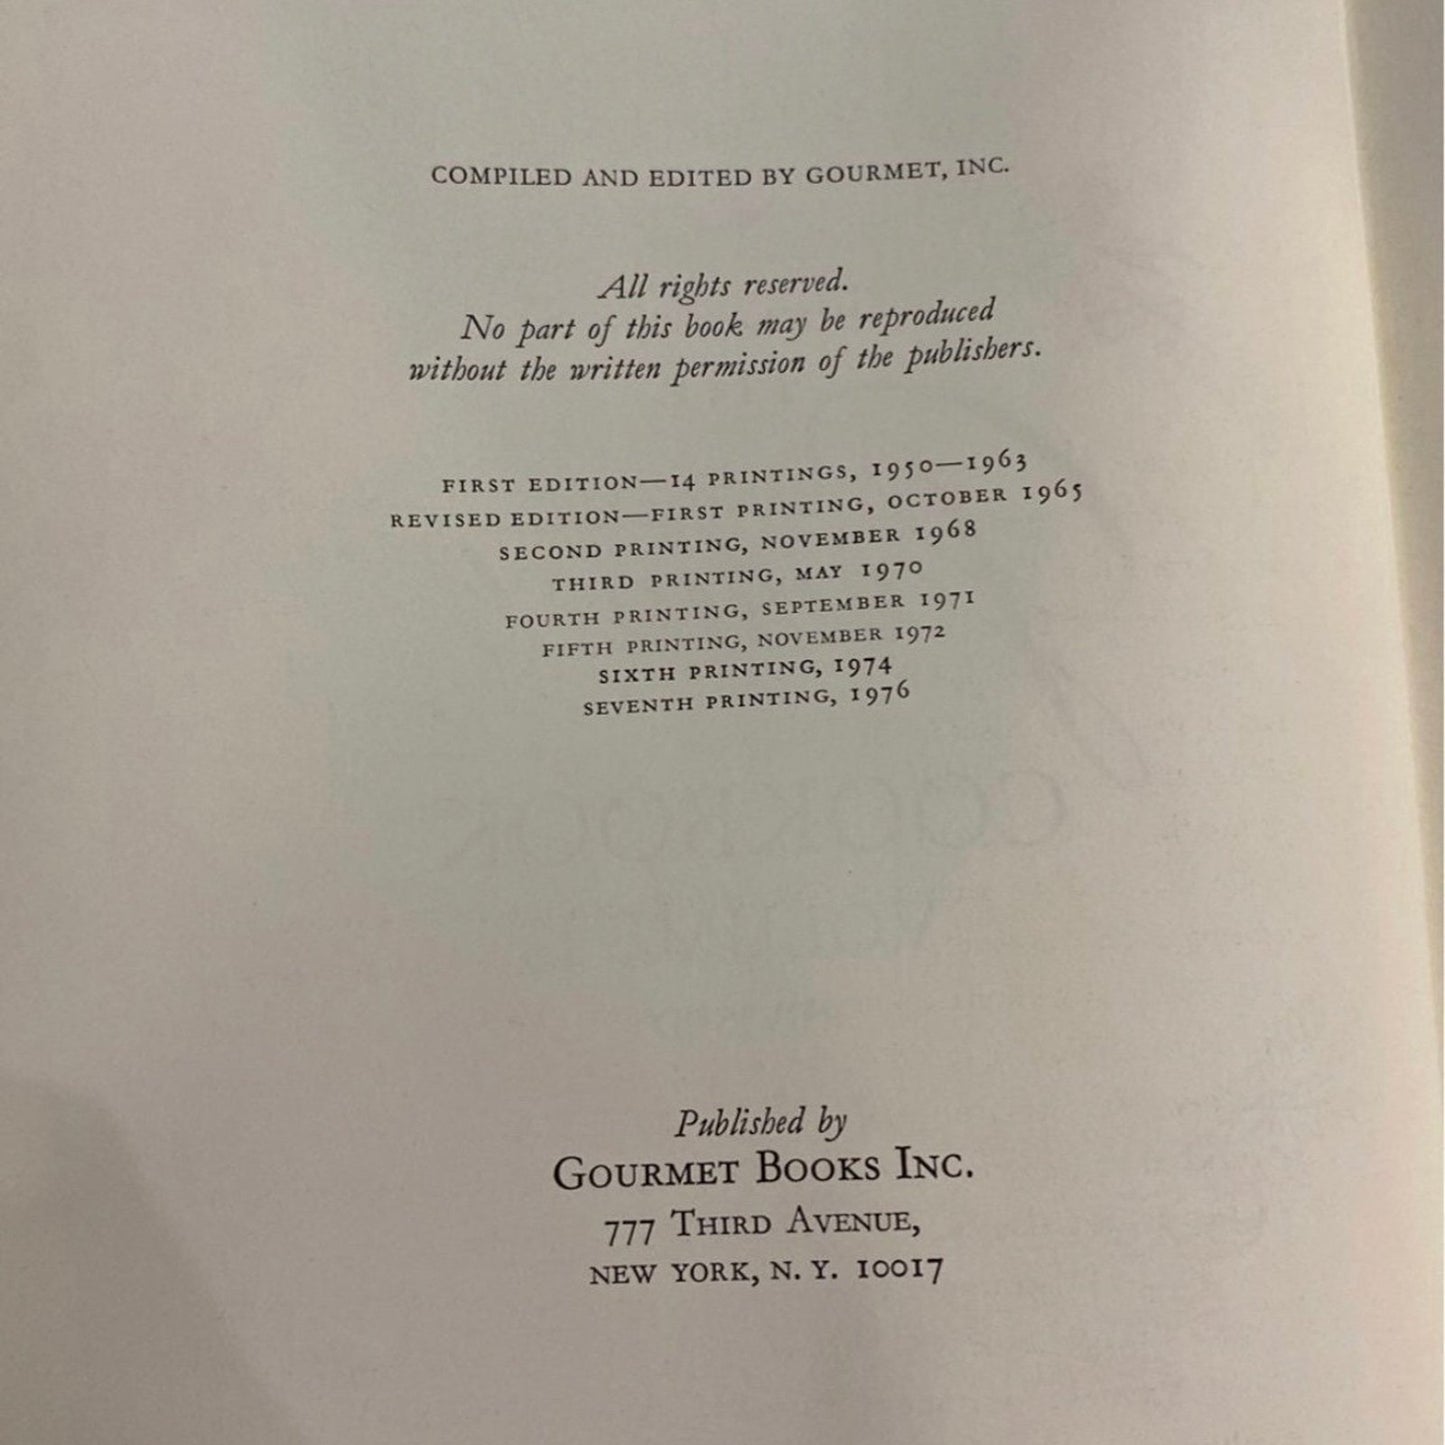 COMPILED AND EDITED BY GOURMET, INC.
All rights reserved.
No part of this book may be reproduced
without the written permission of the publishers.
FIRST EDITION—14 PRINTINGS, 1950—1963
REVISED EDITION—FIRST PRINTING, OCTOBER 1965
SECOND PRINTING, NOVEMBER 1968
THIRD PRINTING, MAY 1970
FOURTH PRINTING, SEPTEMBER 1971
FIFTH PRINTING, NOVEMBER 1972
SIXTH PRINTING, 1974
SEVENTH PRINTING, 1976
COOKBOOK
Published by
GOURMET BOOKS INC.
777 THIRD AVENUE,
NEW YORK, N. Y. 10017